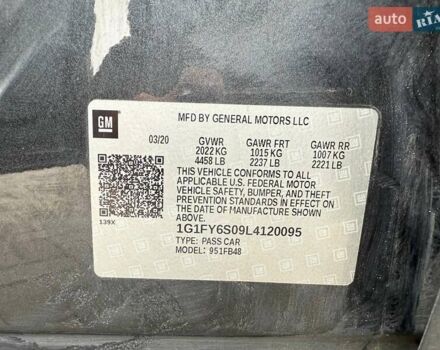 auto RIA
GM
MFD BY GENERAL MOTORS LLC
03/20 GVWR GAWR FRT GAWR RR
2022 KG 1015 KG 1007 KG
4458 LB 2237 LB 2221 LB
THIS VEHICLE CONFORMS TO ALL
APPLICABLE U.S. FEDERAL MOTOR
VEHICLE SAFETY, BUMPER, AND THEFT
PREVENTION STANDARDS IN EFFECT
ON THE DATE OF MANUFACTURE
SHOWN ABOVE.
139X
1G1FY6S09L4120095
TYPE: PASS CAR
MODEL: 951FB48